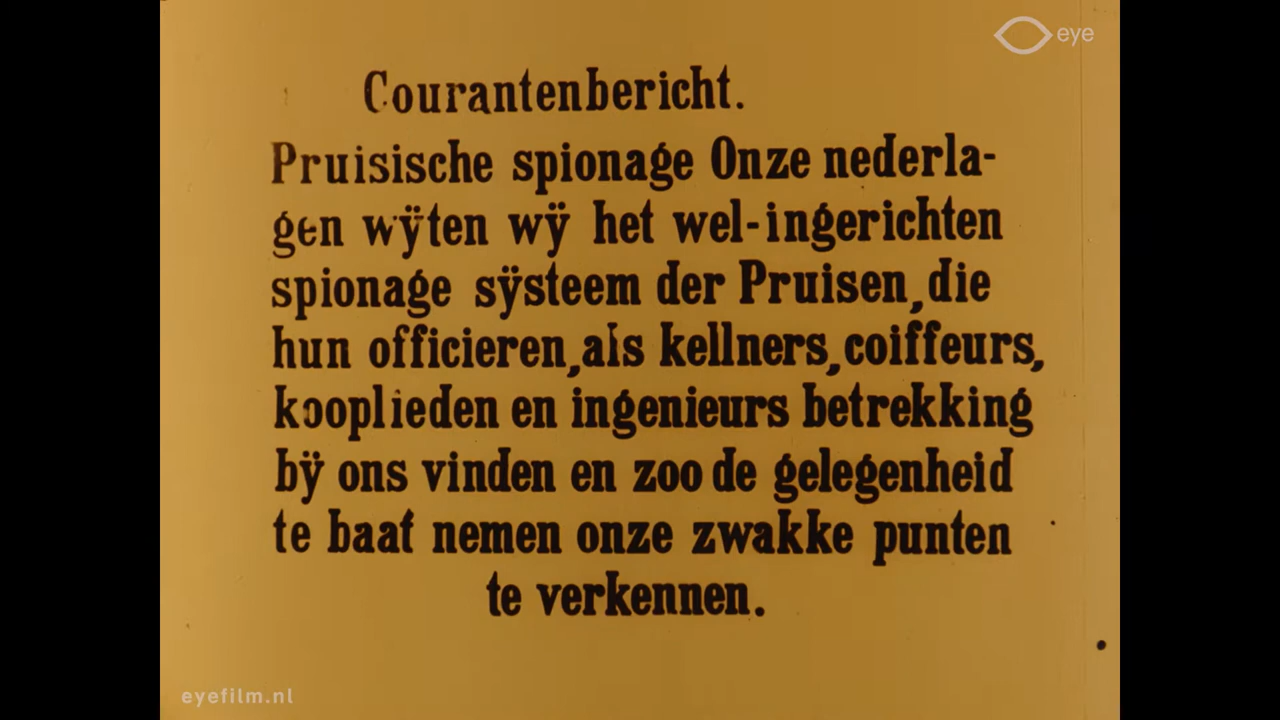 eye
Courantenbericht.
Pruisische spionage Onze nederla-
gen wÿten wÿ het wel-ingerichten
spionage sÿsteem der Pruisen, die
hun officieren, als kellners, coiffeurs,
kooplieden en ingenieurs betrekking
bÿ ons vinden en zoo de gelegenheid
te baat nemen onze zwakke punten
te verkennen.
eyefilm.nl